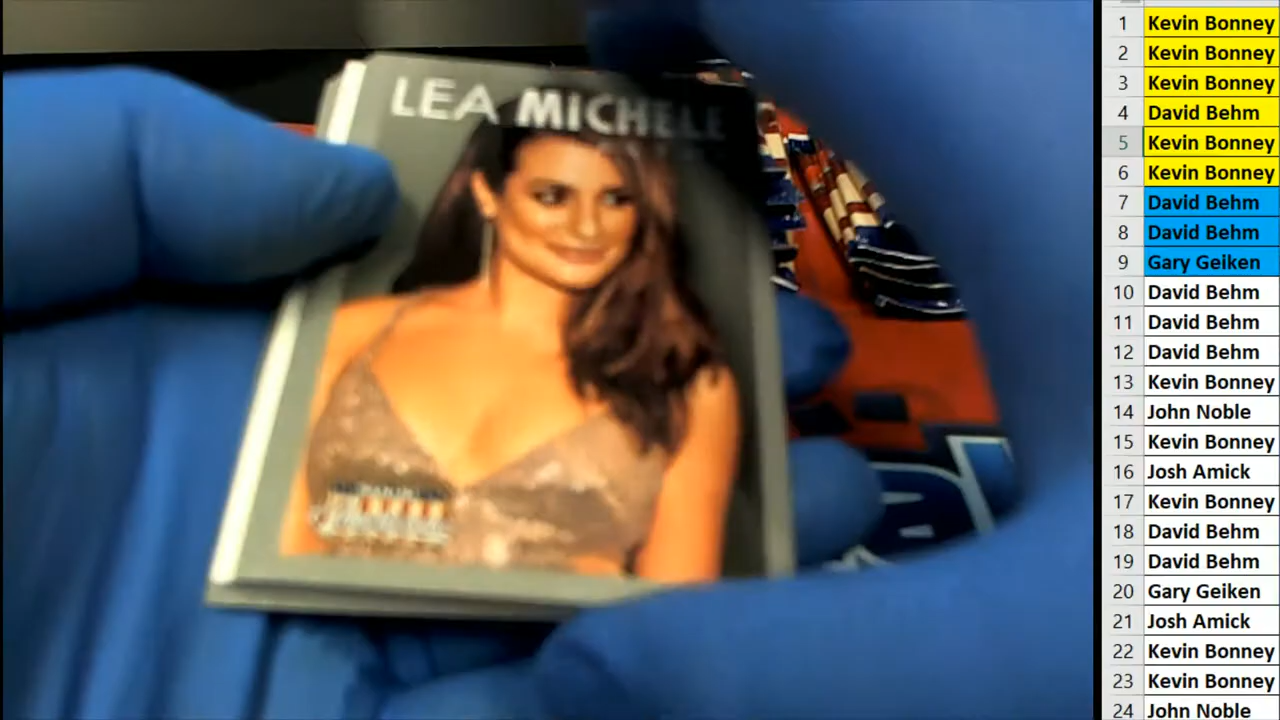 LEA MICHELE
1 Kevin Bonney
2 Kevin Bonney
3 Kevin Bonney
4 David Behm
5 Kevin Bonney
6 Kevin Bonney
7 David Behm
8 David Behm
9 Gary Geiken
10 David Behm
11 David Behm
12 David Behm
13 Kevin Bonney
14 John Noble
15 Kevin Bonney
16 Josh Amick
17 Kevin Bonney
18 David Behm
19 David Behm
20 Gary Geiken
21 Josh Amick
22 Kevin Bonney
23 Kevin Bonney
24 John Noble